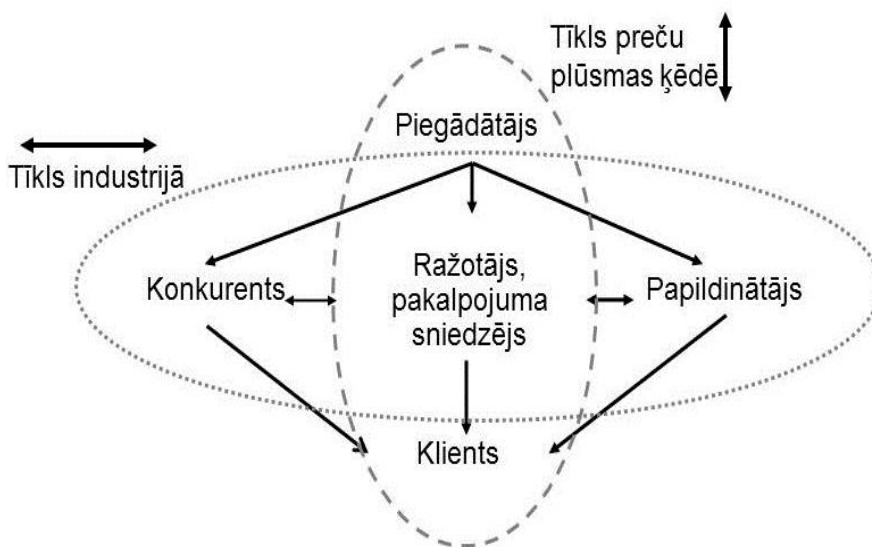 Tīkls preču
plūsmas ķēdē
Piegādātājs
Tīkls industrijā
Konkurents
Ražotājs,
pakalpojuma
sniedzējs
Papildinātājs
Klients